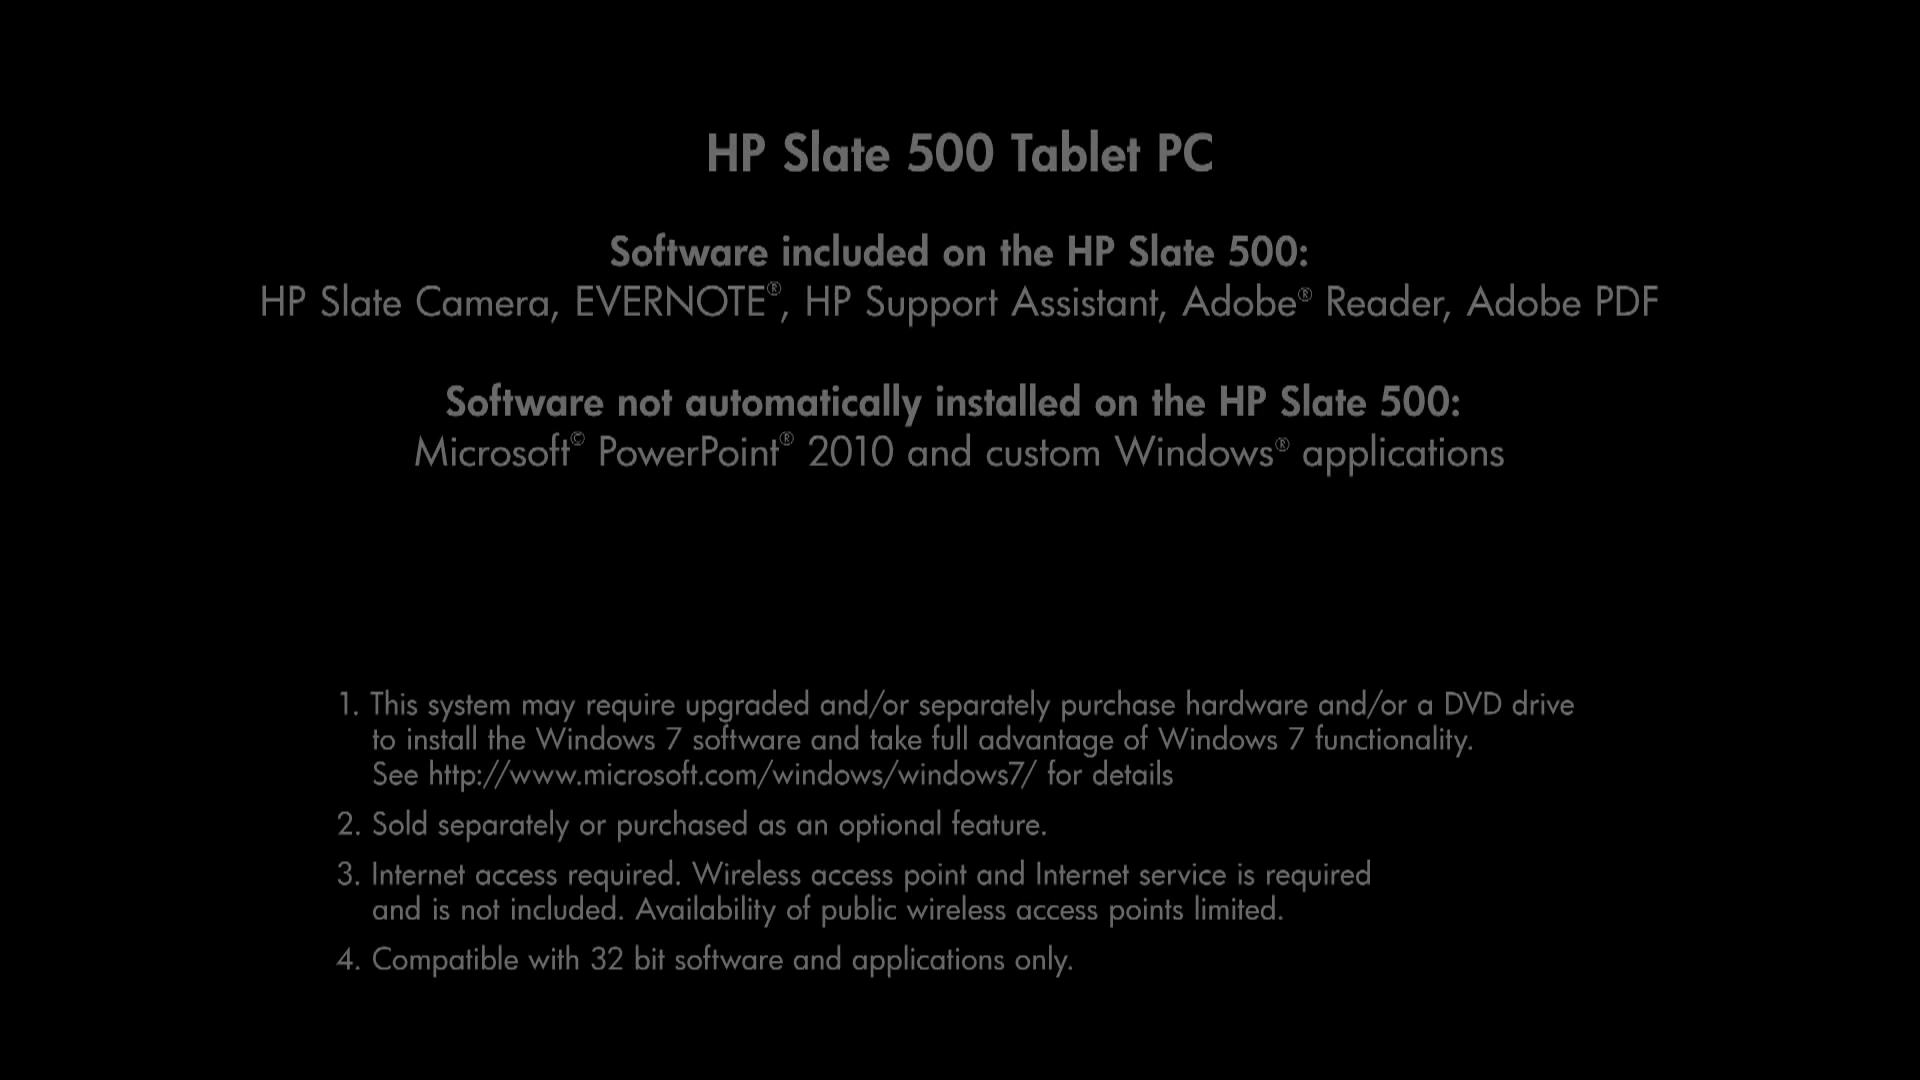 HP Slate 500 Tablet PC
Software included on the HP Slate 500:
HP Slate Camera, EVERNOTE®, HP Support Assistant, Adobe® Reader, Adobe PDF
Software not automatically installed on the HP Slate 500:
Microsoft© PowerPoint® 2010 and custom Windows® applications
1. This system may require upgraded and/or separately purchase hardware and/or a DVD drive
to install the Windows 7 software and take full advantage of Windows 7 functionality.
See http://www.microsoft.com/windows/windows7/ for details
2. Sold separately or purchased as an optional feature.
3. Internet access required. Wireless access point and Internet service is required
and is not included. Availability of public wireless access points limited.
4. Compatible with 32 bit software and applications only.